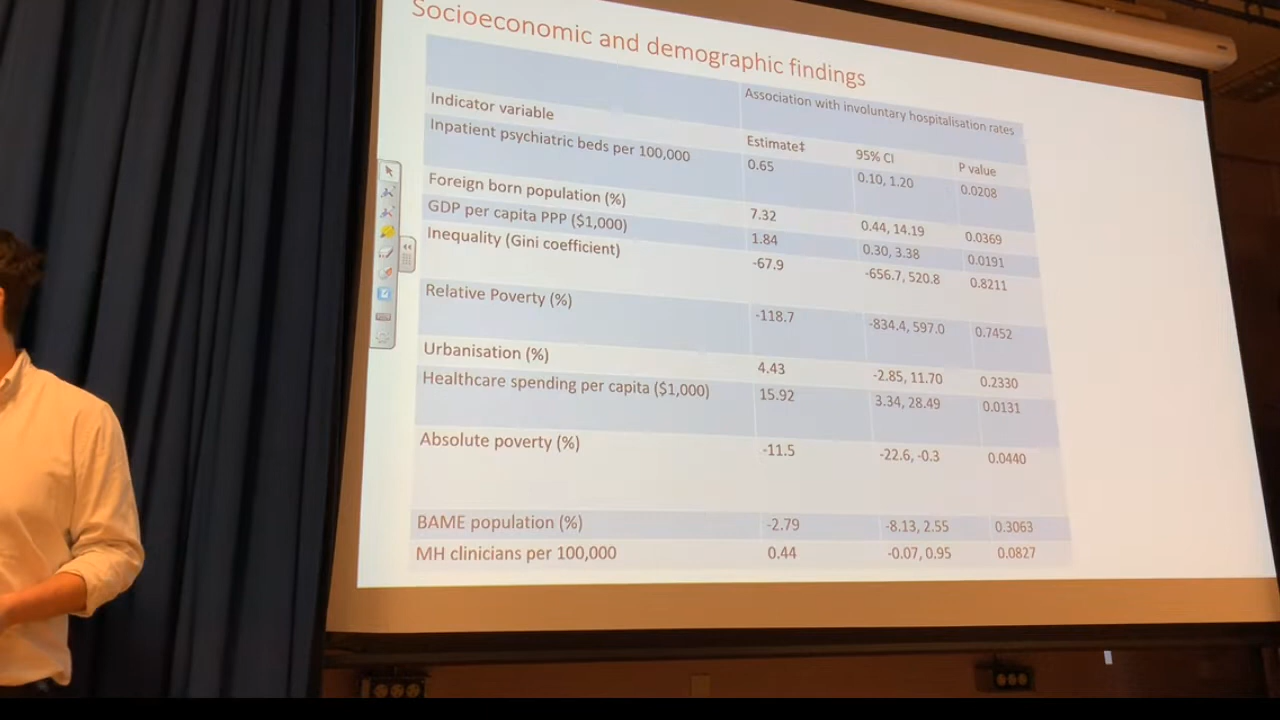 Socioeconomic and demographic findings
Association with involuntary hospitalisation rates
Indicator variable Estimate‡ 95% CI P value
Inpatient psychiatric beds per 100,000 0.65 0.10, 1.20 0.0208
Foreign born population (%) 7.32 0.44, 14.19 0.0369
GDP per capita PPP ($1,000) 1.84 0.30, 3.38 0.0191
Inequality (Gini coefficient) -67.9 -656.7, 520.8 0.8211
Relative Poverty (%) -118.7 -834.4, 597.0 0.7452
Urbanisation (%) 4.43 -2.85, 11.70 0.2330
Healthcare spending per capita ($1,000) 15.92 3.34, 28.49 0.0131
Absolute poverty (%) -11.5 -22.6, -0.3 0.0440
BAME population (%) -2.79 -8.13, 2.55 0.3063
MH clinicians per 100,000 0.44 -0.07, 0.95 0.0827